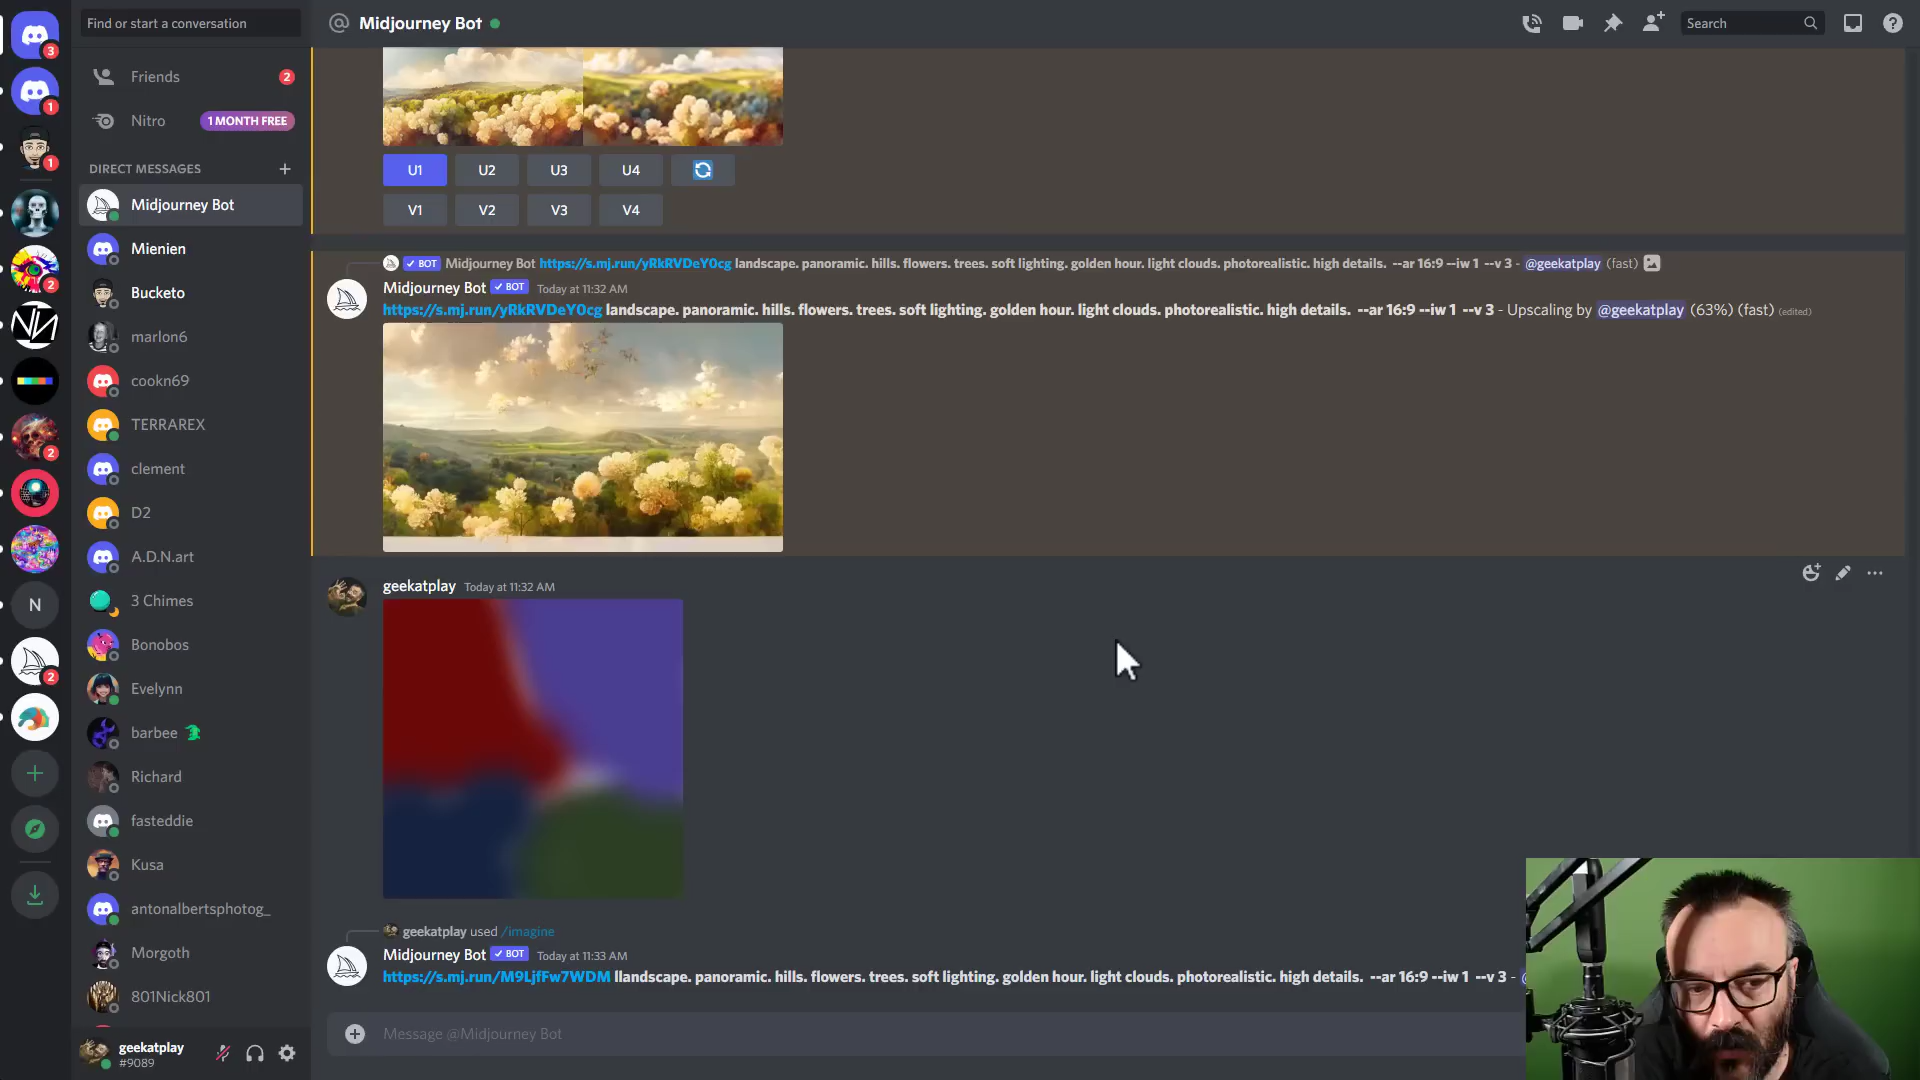 Find or start a conversation
Midjourney Bot
Search
3
1
1
2
2
2
N
Friends
2
Nitro
1 MONTH FREE
DIRECT MESSAGES
Midjourney Bot
Mienien
Bucketo
marlon6
cookn69
TERRAREX
clement
D2
A.D.N.art
3 Chimes
Bonobos
Evelynn
barbee
Richard
fasteddie
Kusa
antonalbertsphotog_
Morgoth
801Nick801
geekatplay
#9089
U1 U2 U3 U4
V1 V2 V3 V4
BOT Midjourney Bot https://s.mj.run/yRkRVDeY0cg landscape. panoramic. hills. flowers. trees. soft lighting. golden hour. light clouds. photorealistic. high details. --ar 16:9 --iw 1 --v 3 - @geekatplay (fast)
Midjourney Bot BOT Today at 11:32 AM
https://s.mj.run/yRkRVDeY0cg landscape. panoramic. hills. flowers. trees. soft lighting. golden hour. light clouds. photorealistic. high details. --ar 16:9 --iw 1 --v 3 - Upscaling by @geekatplay (63%) (fast) (edited)
geekatplay Today at 11:32 AM
geekatplay used /imagine
Midjourney Bot BOT Today at 11:33 AM
https://s.mj.run/M9LjfFw7WDM llandscape. panoramic. hills. flowers. trees. soft lighting. golden hour. light clouds. photorealistic. high details. --ar 16:9 --iw 1 --v 3 -
Message @Midjourney Bot